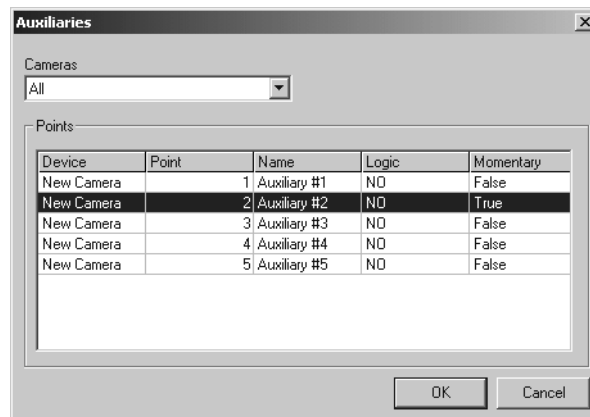 Auxiliaries
Cameras
All
Points
Device Point Name Logic Momentary
New Camera 1 Auxiliary #1 NO False
New Camera 2 Auxiliary #2 NO True
New Camera 3 Auxiliary #3 NO False
New Camera 4 Auxiliary #4 NO False
New Camera 5 Auxiliary #5 NO False
OK Cancel